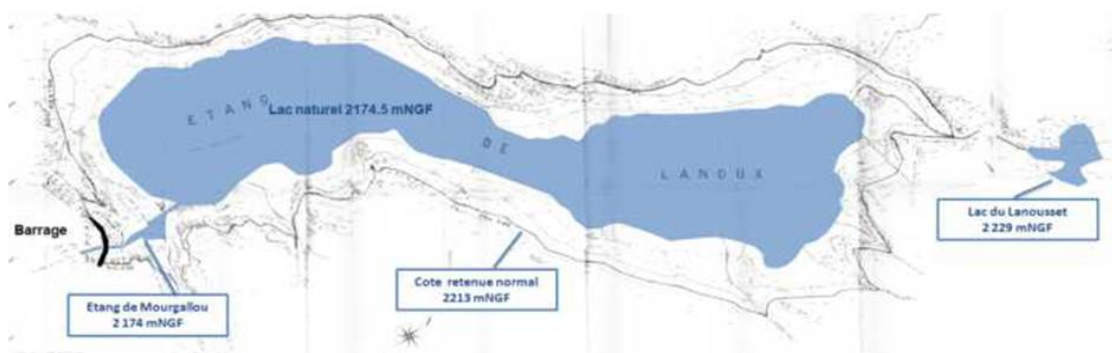 ETANG
Lac naturel 2174.5 mNGF
DE
LANOUX
Lac du Lanousset
2 229 mNGF
Barrage
Cote retenue normal
2213 mNGF
Etang de Mourgallou
2 174 mNGF